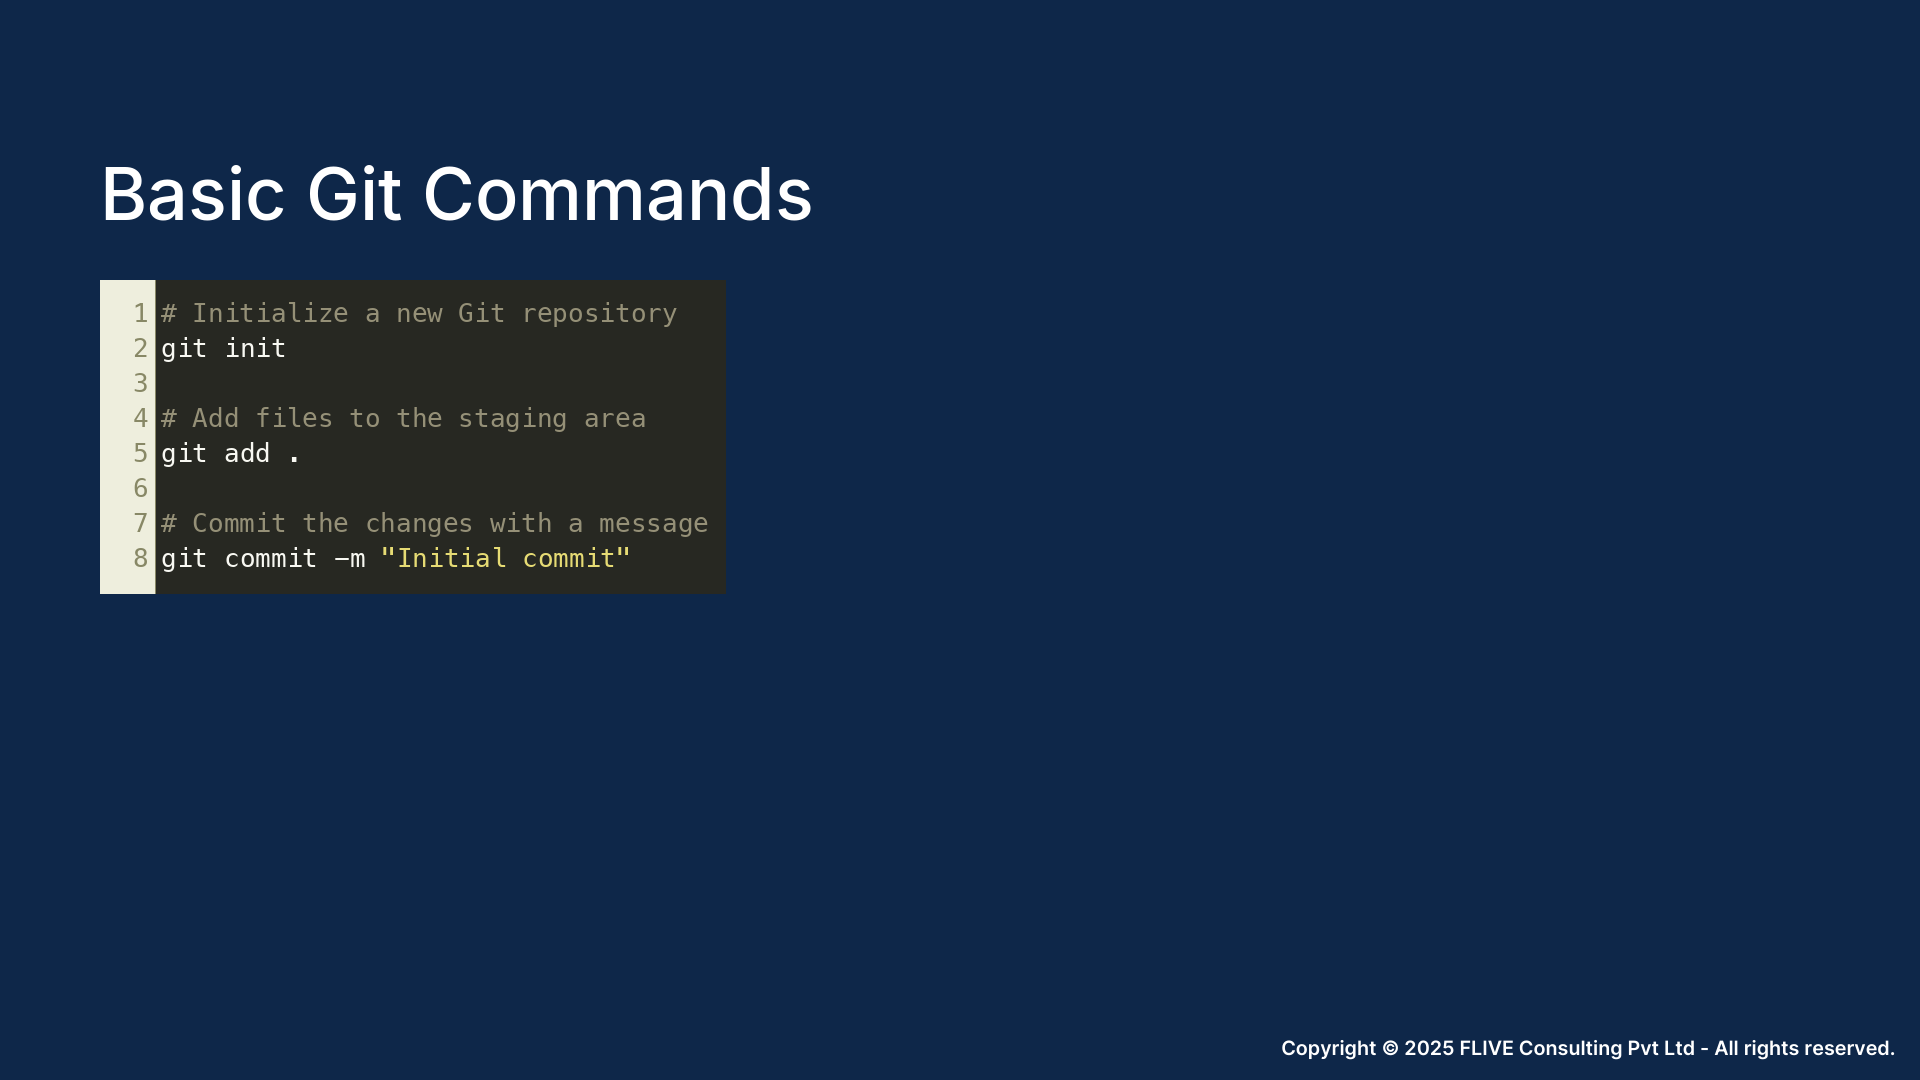 Basic Git Commands
1 # Initialize a new Git repository
2 git init
3
4 # Add files to the staging area
5 git add .
6
7 # Commit the changes with a message
8 git commit -m "Initial commit"
Copyright © 2025 FLIVE Consulting Pvt Ltd - All rights reserved.